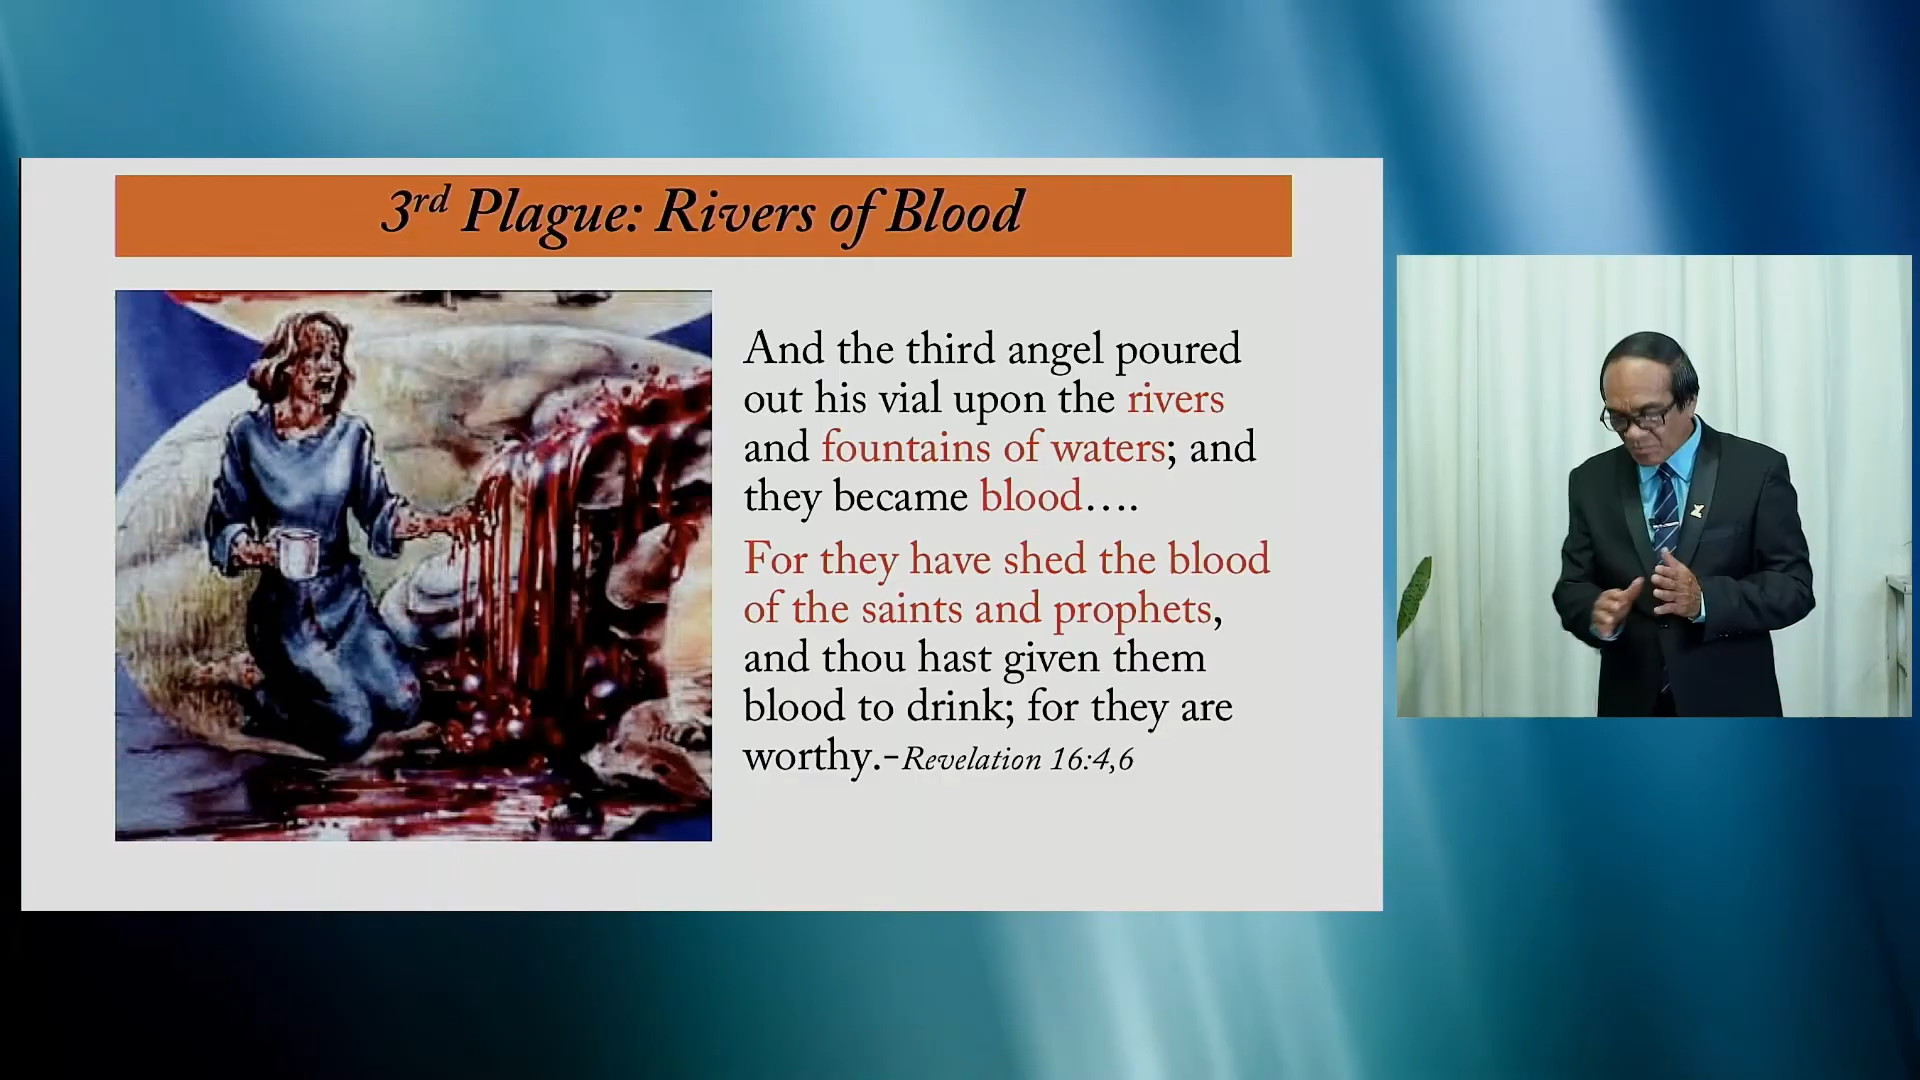 3rd Plague: Rivers of Blood
And the third angel poured
out his vial upon the rivers
and fountains of waters; and
they became blood....
For they have shed the blood
of the saints and prophets,
and thou hast given them
blood to drink; for they are
worthy.-Revelation 16:4,6